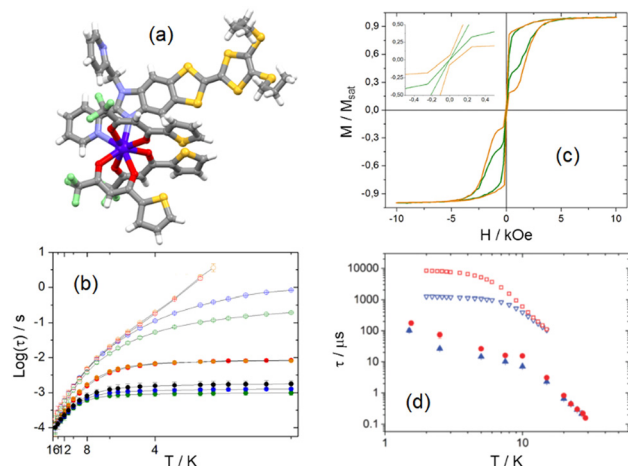 (a)
M / M_sat
0.9
0.6
0.3
0.0
-0.3
-0.6
-0.9
0.50
0.25
0.00
-0.25
-0.50
-0.4 -0.2 0.0 0.2 0.4
(c)
-10 -5 0 5 10
H / kOe
Log(τ) / s
1
0
-1
-2
-3
-4
(b)
16 12 8 4
T / K
τ / μs
10000
1000
100
10
1
0.1
(d)
1 10
T / K